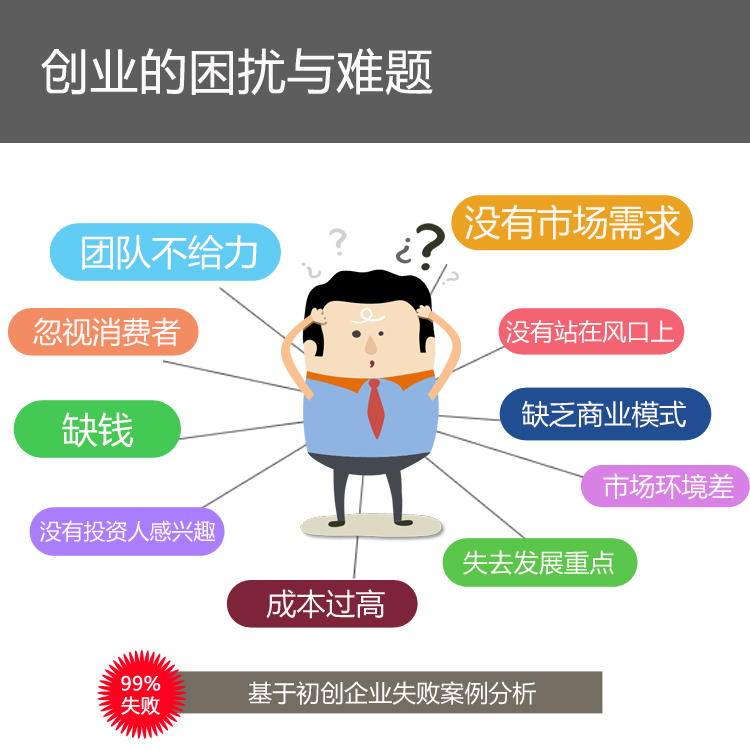 创业的困扰与难题
没有市场需求
团队不给力
忽视消费者
没有站在风口上
缺钱
缺乏商业模式
市场环境差
没有投资人感兴趣
失去发展重点
成本过高
99%
失败
基于初创企业失败案例分析